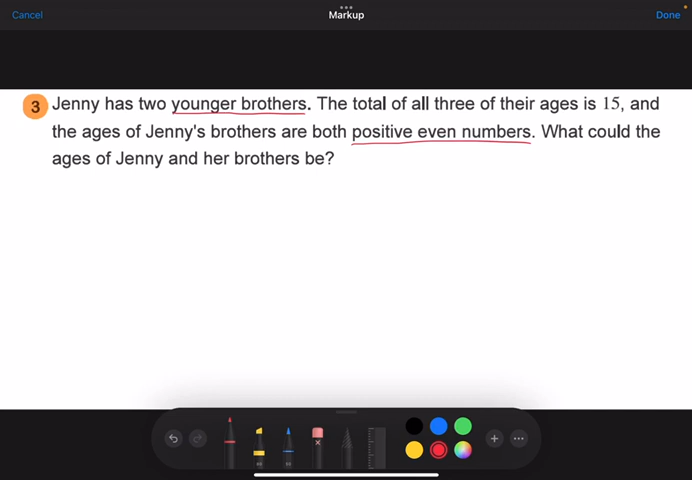 Cancel
Markup
Done
3 Jenny has two younger brothers. The total of all three of their ages is 15, and
the ages of Jenny's brothers are both positive even numbers. What could the
ages of Jenny and her brothers be?